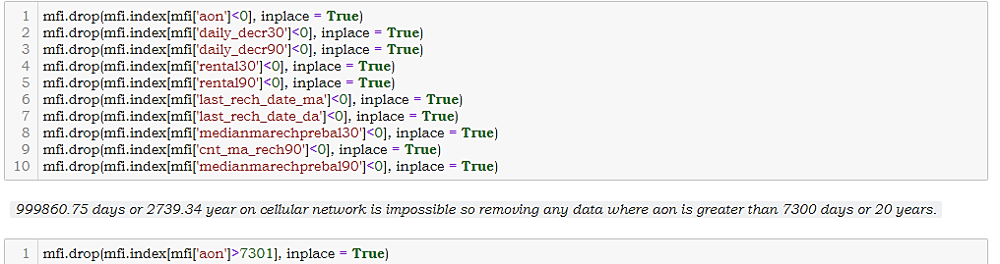 1 mfi.drop(mfi.index[mfi['aon']<0], inplace = True)
2 mfi.drop(mfi.index[mfi['daily_decr30']<0], inplace = True)
3 mfi.drop(mfi.index[mfi['daily_decr90']<0], inplace = True)
4 mfi.drop(mfi.index[mfi['rental30']<0], inplace = True)
5 mfi.drop(mfi.index[mfi['rental90']<0], inplace = True)
6 mfi.drop(mfi.index[mfi['last_rech_date_ma']<0], inplace = True)
7 mfi.drop(mfi.index[mfi['last_rech_date_da']<0], inplace = True)
8 mfi.drop(mfi.index[mfi['medianmarechprebal30']<0], inplace = True)
9 mfi.drop(mfi.index[mfi['cnt_ma_rech90']<0], inplace = True)
10 mfi.drop(mfi.index[mfi['medianmarechprebal90']<0], inplace = True)
999860.75 days or 2739.34 year on cellular network is impossible so removing any data where aon is greater than 7300 days or 20 years.
1 mfi.drop(mfi.index[mfi['aon']>7301], inplace = True)